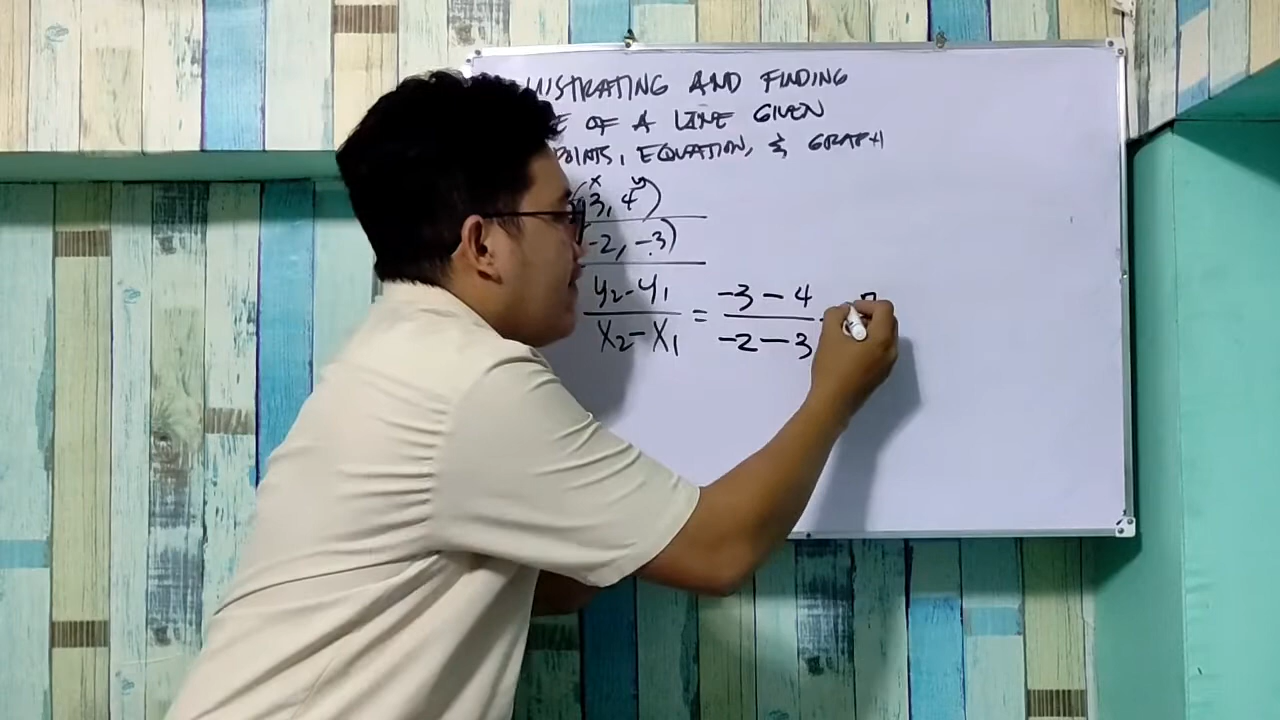 USTRATING AND FINDING
E OF A LINE GIVEN
POINTS, EQUATION, & GRAPH
x y
(3, 4)
-2, -3)
y₂-y₁ = -3-4
x₂-x₁ -2-3